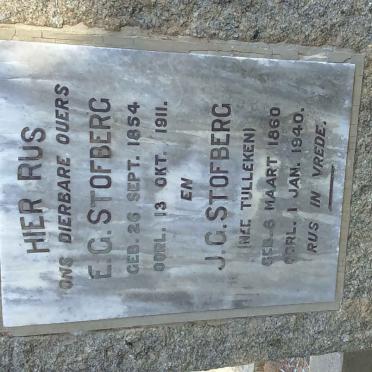 HIER RUS
ONS DIERBARE OUERS
E.C. STOFBERG
GEB. 26 SEPT. 1854
OORL. 13 OKT. 1911.
EN
J.C. STOFBERG
(NEE TULLEKEN)
GEB. 8 MAART 1860
OORL. 1 JAN. 1940.
RUS IN VREDE.